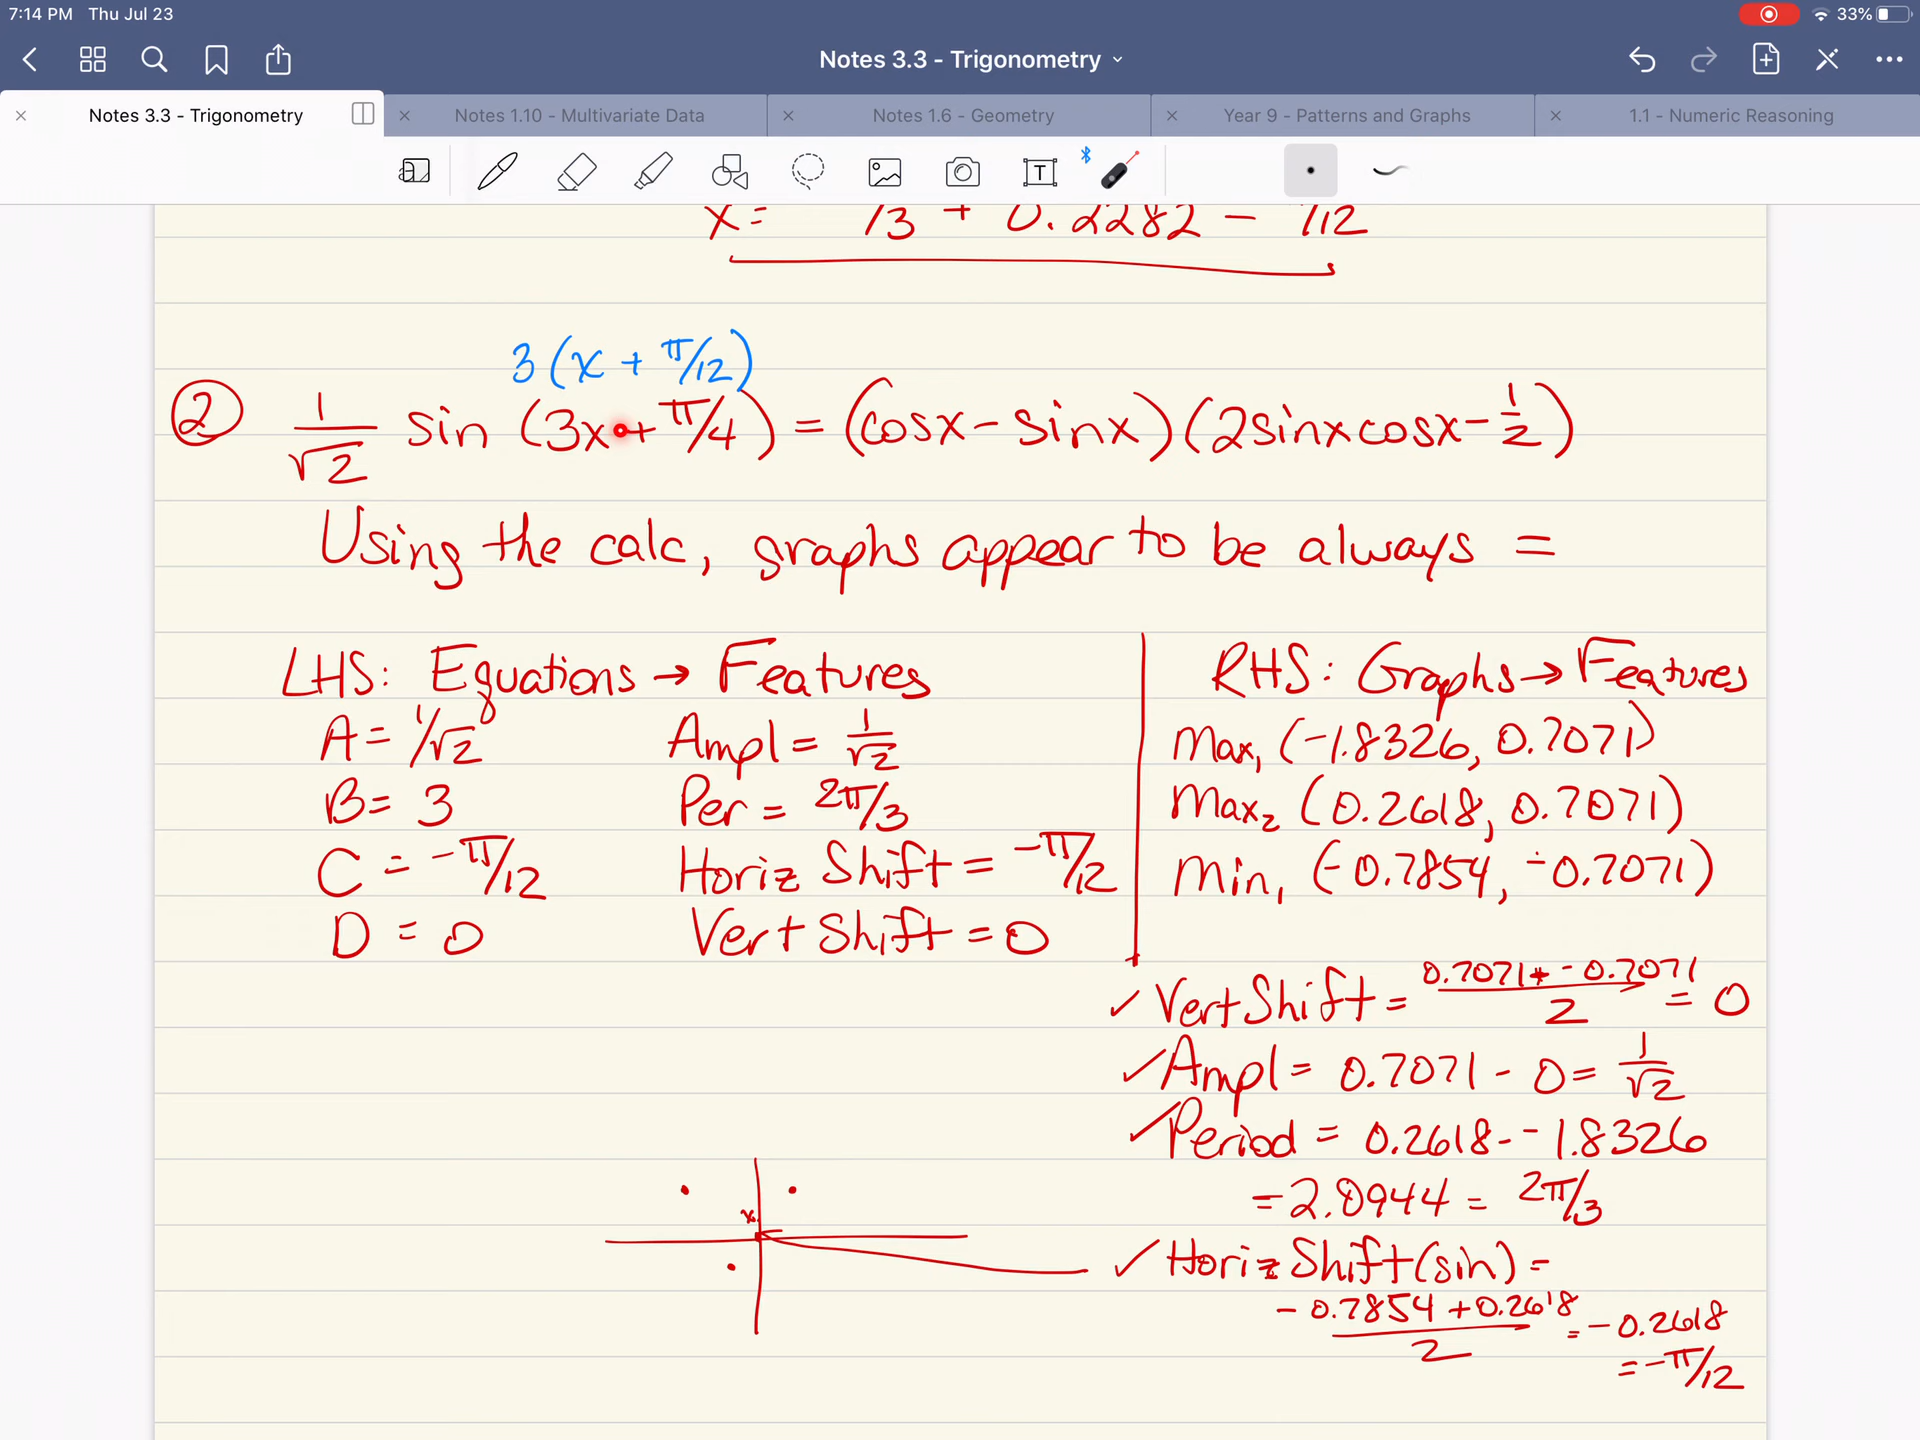 7:14 PM Thu Jul 23
33%
Notes 3.3 - Trigonometry
Notes 3.3 - Trigonometry
Notes 1.10 - Multivariate Data
Notes 1.6 - Geometry
Year 9 - Patterns and Graphs
1.1 - Numeric Reasoning
x = π/3 + 0.2282 - π/12
3(x + π/12)
② 1/√2 sin (3x + π/4) = (cosx - sinx)(2sinxcosx - 1/2)
Using the calc, graphs appear to be always =
LHS: Equations → Features
A = 1/√2 Ampl = 1/√2
B = 3 Per = 2π/3
C = -π/12 Horiz Shift = -π/12
D = 0 Vert Shift = 0
RHS: Graphs → Features
Max₁ (-1.8326, 0.7071)
Max₂ (0.2618, 0.7071)
Min₁ (-0.7854, -0.7071)
✓ Vert Shift = (0.7071 + -0.7071)/2 = 0
✓ Ampl = 0.7071 - 0 = 1/√2
✓ Period = 0.2618 - -1.8326
= 2.0944 = 2π/3
✓ Horiz Shift (sin) =
(-0.7854 + 0.2618)/2 = -0.2618
= -π/12
x